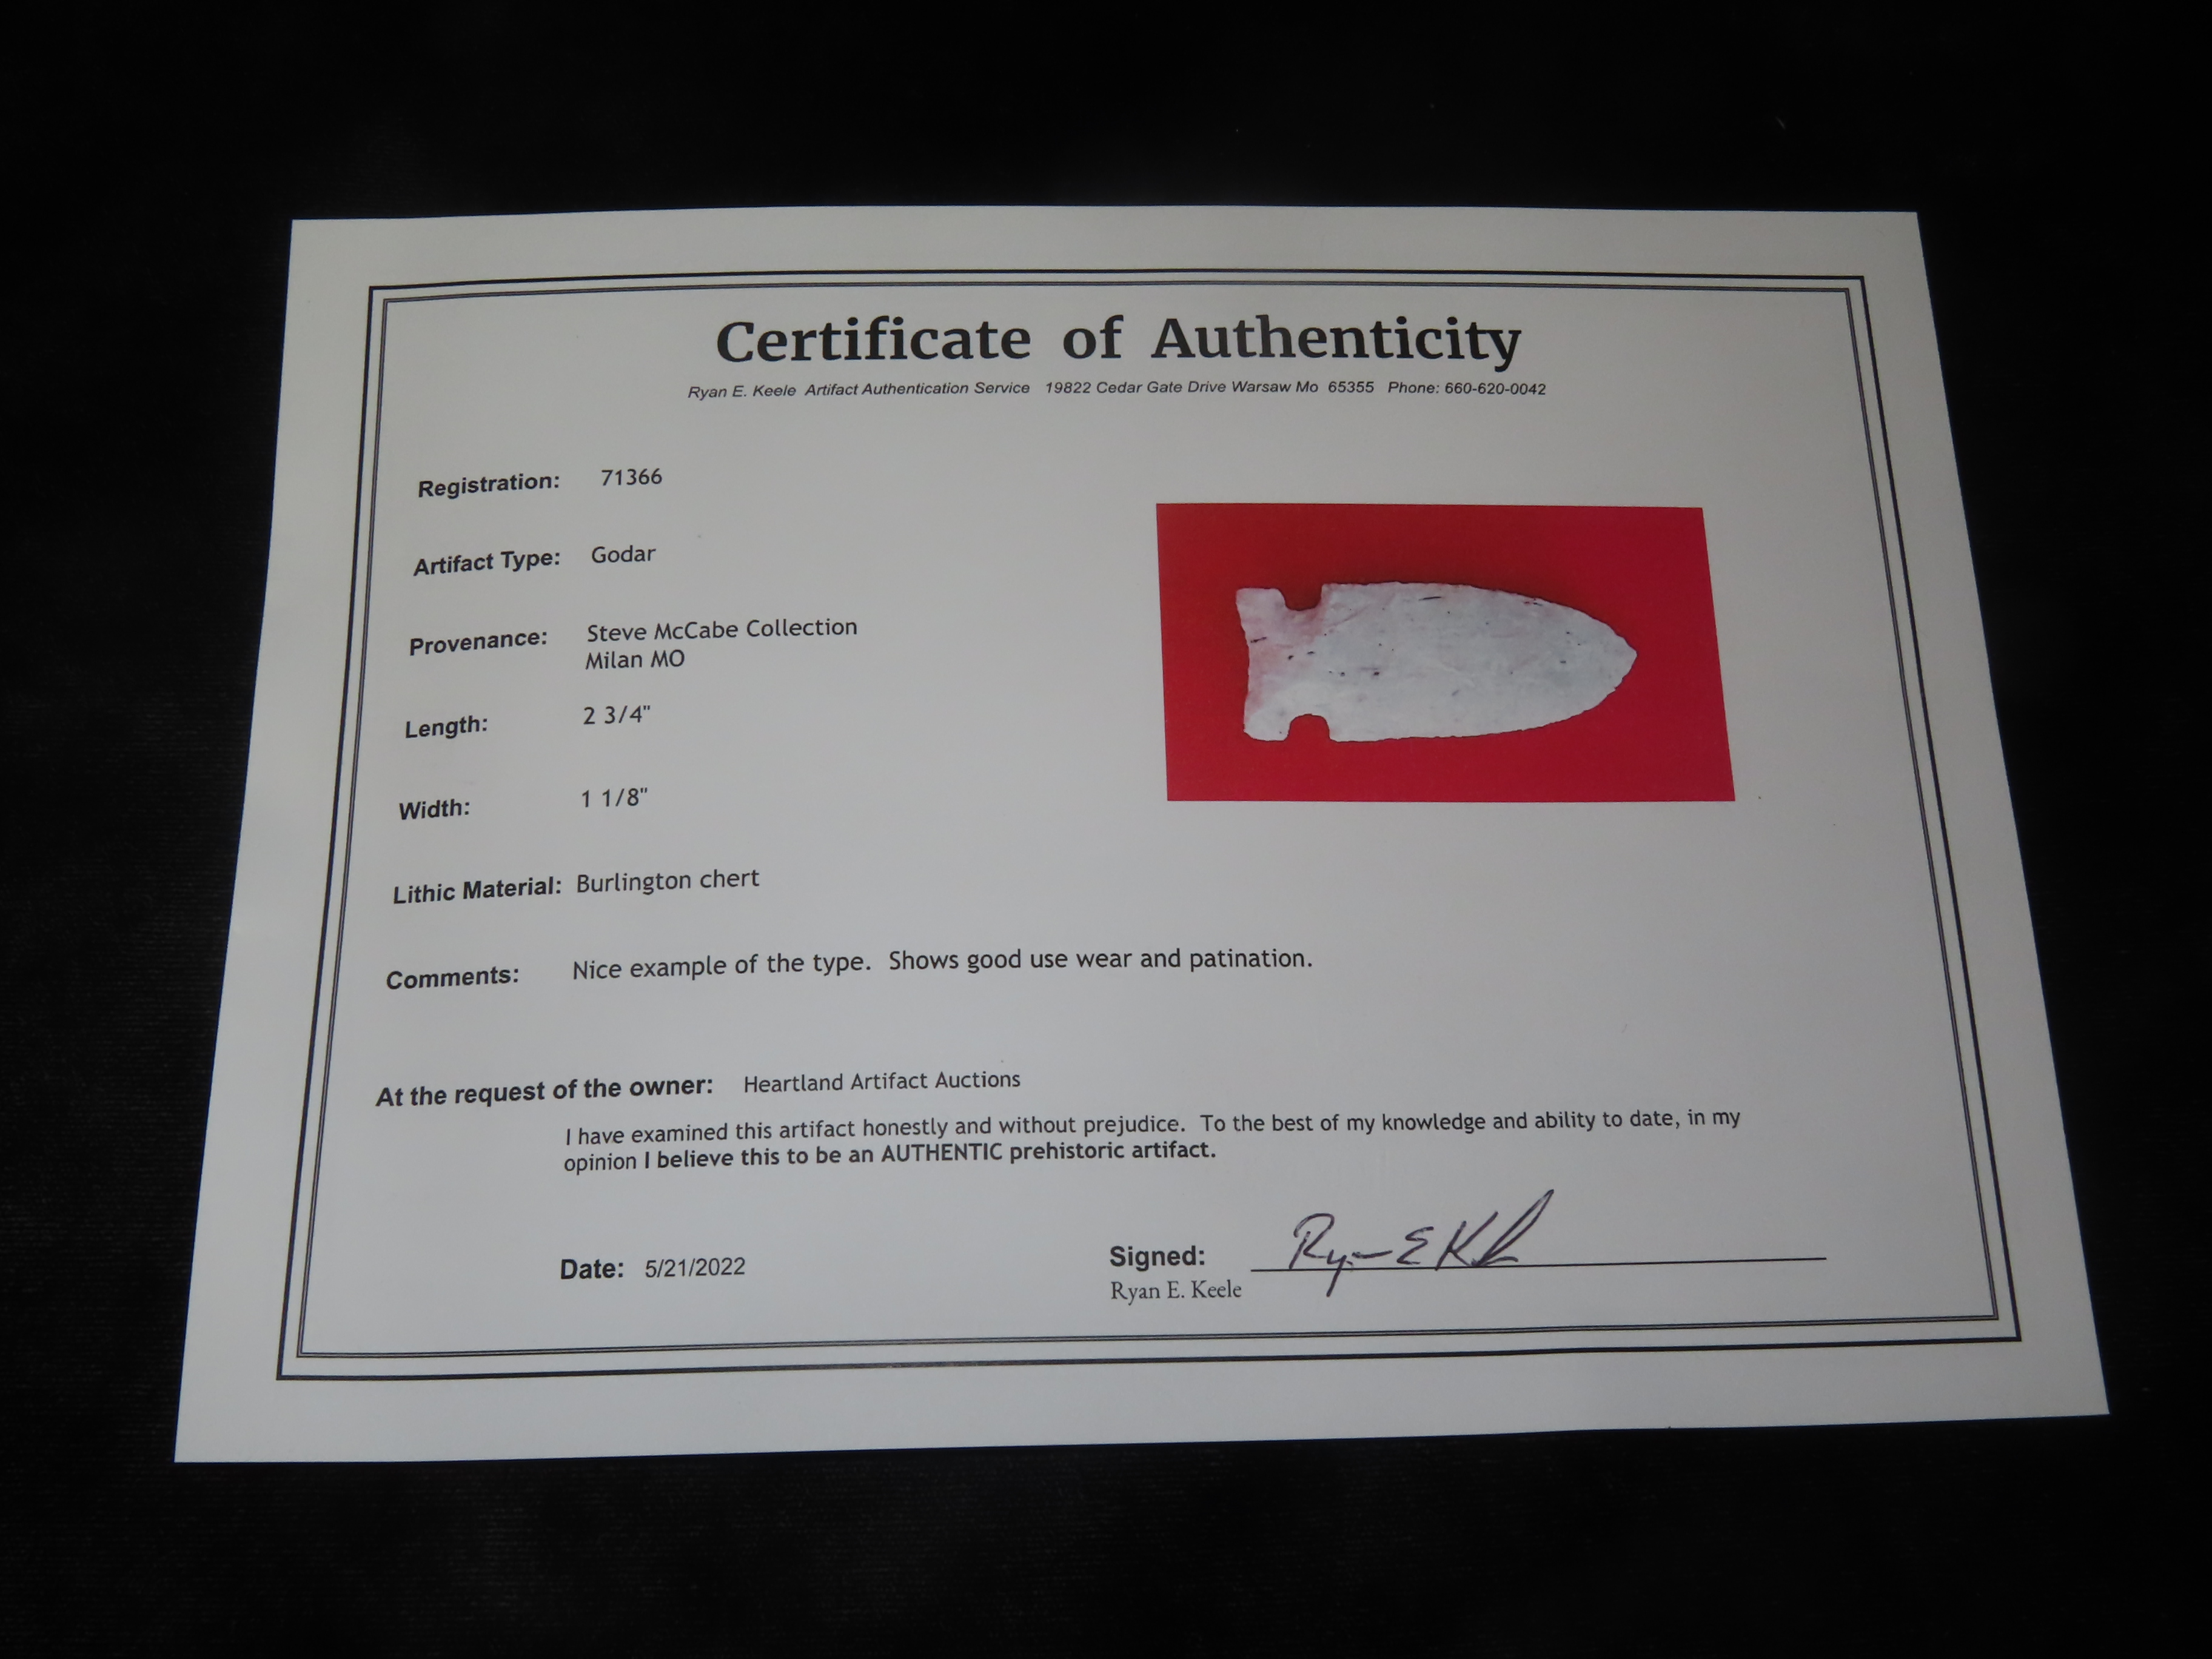 Certificate of Authenticity
Ryan E. Keele Artifact Authentication Service 19822 Cedar Gate Drive Warsaw Mo 65355 Phone: 660-620-0042
Registration: 71366
Artifact Type: Godar
Provenance: Steve McCabe Collection
Milan MO
Length: 2 3/4"
Width: 1 1/8"
Lithic Material: Burlington chert
Comments: Nice example of the type. Shows good use wear and patination.
At the request of the owner: Heartland Artifact Auctions
I have examined this artifact honestly and without prejudice. To the best of my knowledge and ability to date, in my
opinion I believe this to be an AUTHENTIC prehistoric artifact.
Date: 5/21/2022
Signed: Ryan E K
Ryan E. Keele